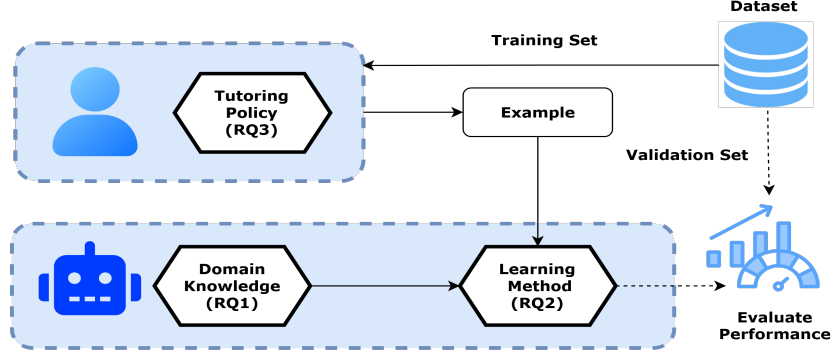 Dataset
Training Set
Tutoring
Policy
(RQ3)
Example
Validation Set
Domain
Knowledge
(RQ1)
Learning
Method
(RQ2)
Evaluate
Performance